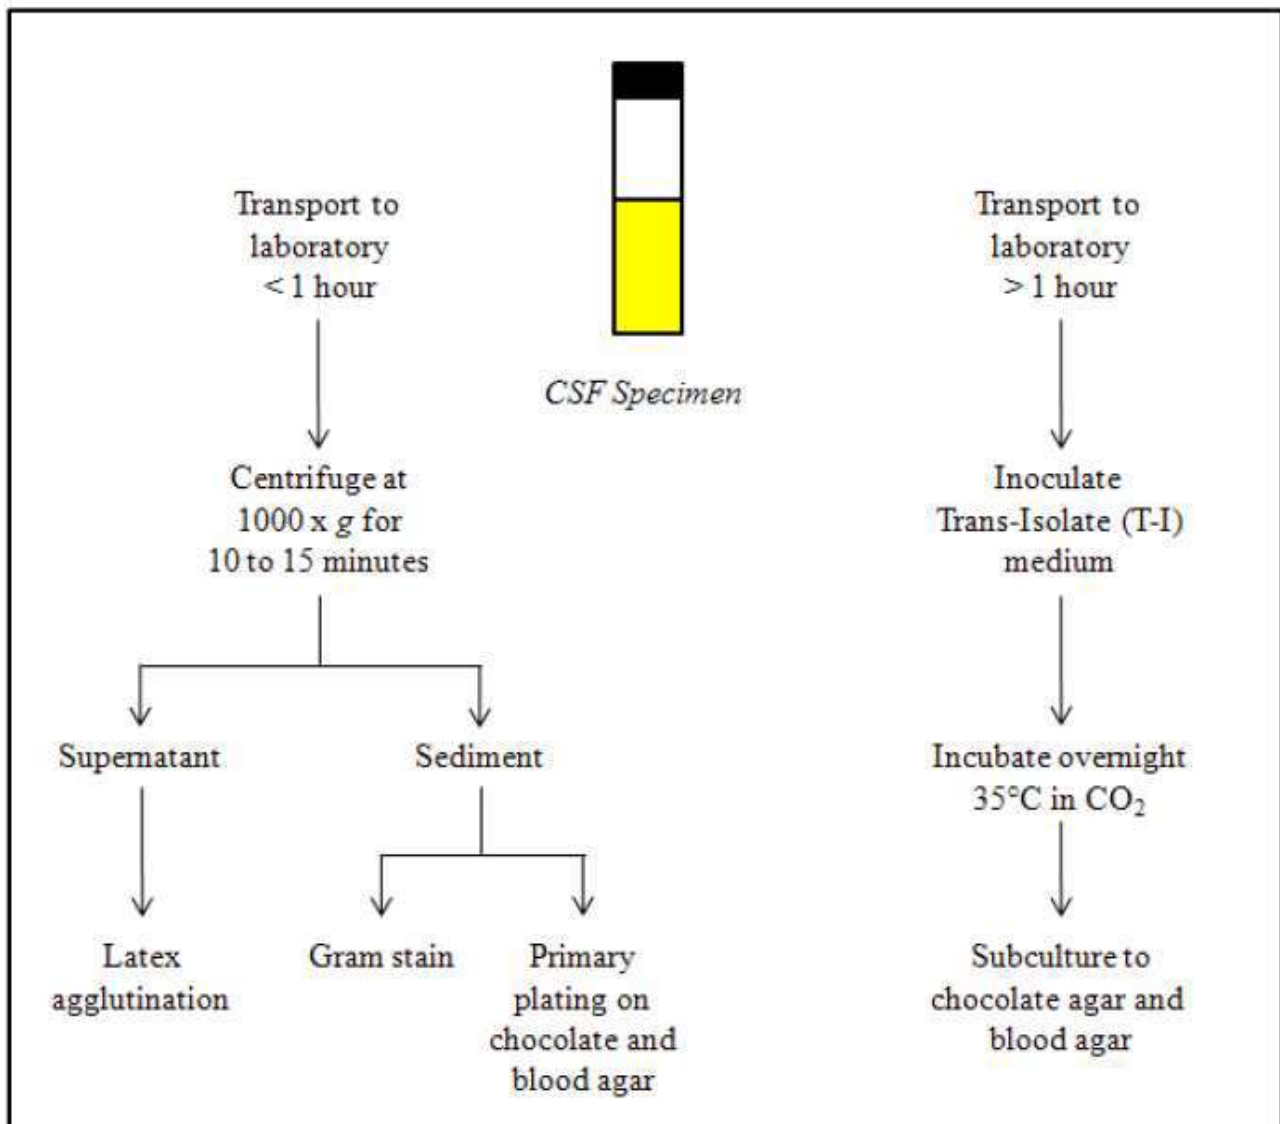 Transport to
laboratory
< 1 hour
CSF Specimen
Transport to
laboratory
> 1 hour
Centrifuge at
1000 x g for
10 to 15 minutes
Inoculate
Trans-Isolate (T-I)
medium
Supernatant
Sediment
Incubate overnight
35°C in CO₂
Latex
agglutination
Gram stain
Primary
plating on
chocolate and
blood agar
Subculture to
chocolate agar and
blood agar